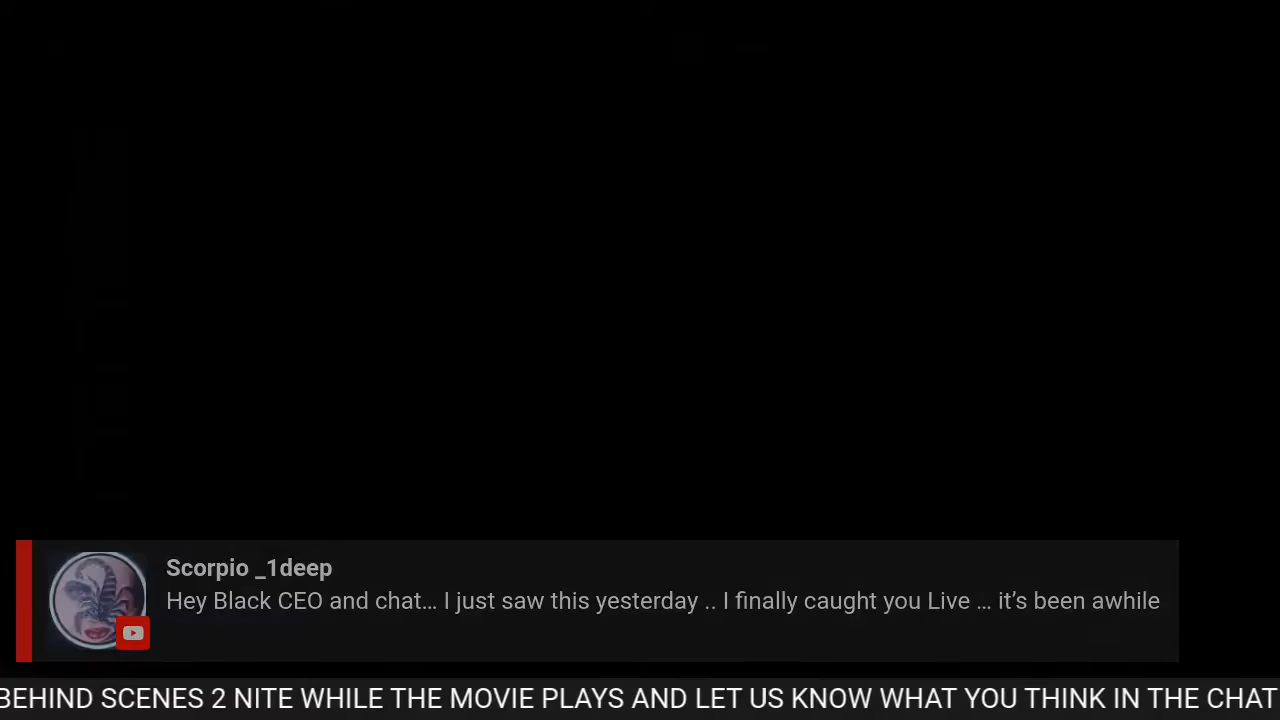 Scorpio _1deep
Hey Black CEO and chat… I just saw this yesterday .. I finally caught you Live … it’s been awhile
BEHIND SCENES 2 NITE WHILE THE MOVIE PLAYS AND LET US KNOW WHAT YOU THINK IN THE CHAT